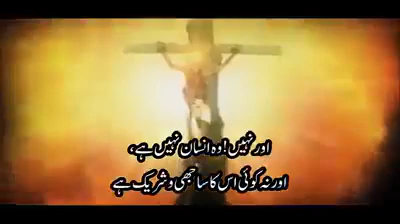 اور نہیں! وہ انسان نہیں ہے،
اور نہ کوئی اس کا ساجھی و شریک ہے